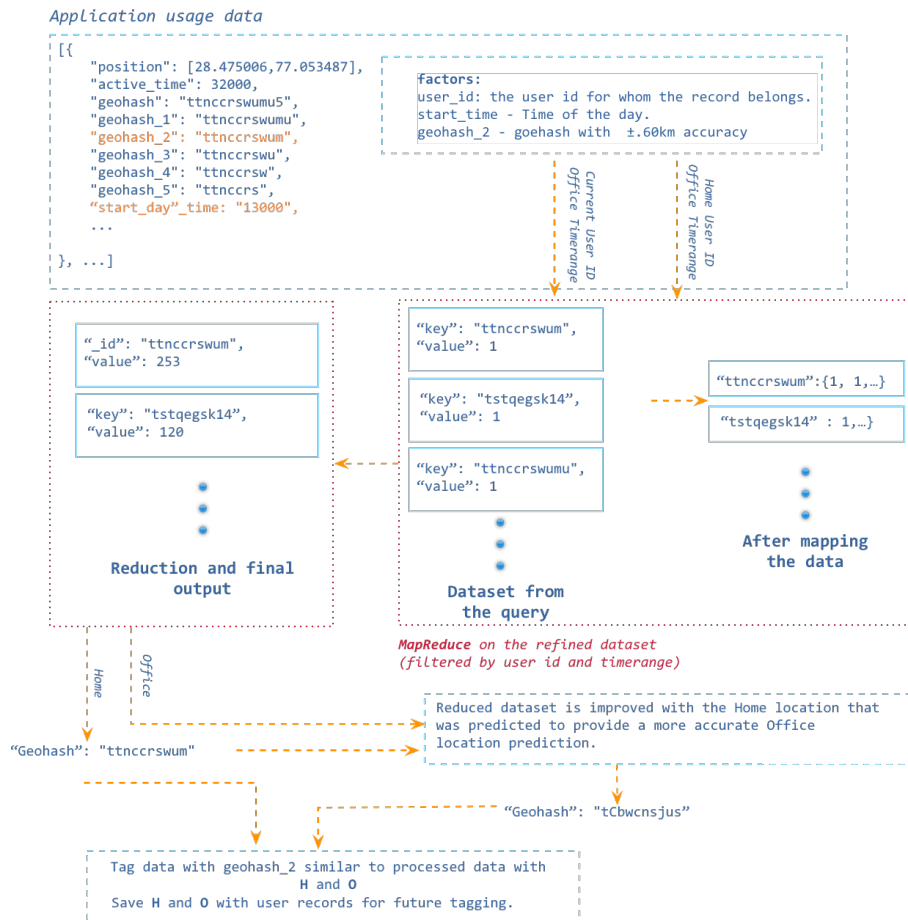 Application usage data
[{
"position": [28.475006,77.053487],
"active_time": 32000,
"geohash": "ttnccrswumu5",
"geohash_1": "ttnccrswumu",
"geohash_2": "ttnccrswum",
"geohash_3": "ttnccrswu",
"geohash_4": "ttnccrsw",
"geohash_5": "ttnccrs",
“start_day”_time: "13000",
...
}, ...]
factors:
user_id: the user id for whom the record belongs.
start_time - Time of the day.
geohash_2 - goehash with ±.60km accuracy
Current User ID
Office Timerange
Home User ID
Office Timerange
“_id”: "ttnccrswum",
“value”: 253
“key”: "tstqegsk14”,
“value”: 120
Reduction and final
output
“key”: "ttnccrswum",
“value”: 1
“key”: "tstqegsk14”,
“value”: 1
“key”: "ttnccrswumu",
“value”: 1
Dataset from
the query
“ttnccrswum”:{1, 1,…}
“tstqegsk14” : 1,…}
After mapping
the data
MapReduce on the refined dataset
(filtered by user id and timerange)
Home
Office
“Geohash": "ttnccrswum"
Reduced dataset is improved with the Home location that
was predicted to provide a more accurate Office
location prediction.
“Geohash”: "tCbwcnsjus”
Tag data with geohash_2 similar to processed data with
H and O
Save H and O with user records for future tagging.